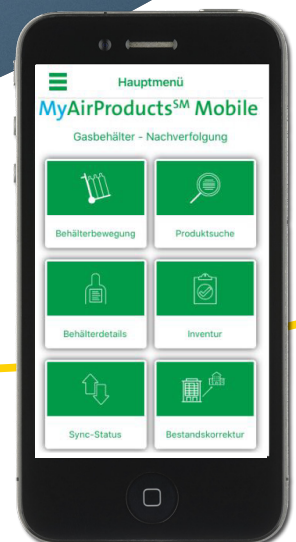 Hauptmenü
MyAirProducts℠ Mobile
Gasbehälter - Nachverfolgung
Behälterbewegung Produktsuche
Behälterdetails Inventur
Sync-Status Bestandskorrektur